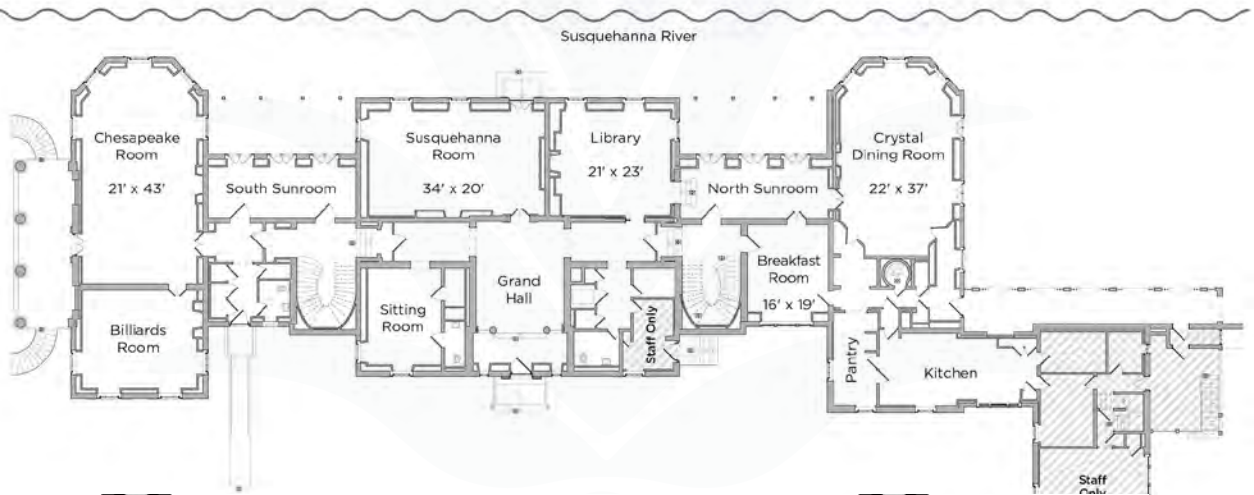 Susquehanna River
Chesapeake
Room
21' x 43'
South Sunroom
Susquehanna
Room
34' x 20'
Library
21' x 23'
North Sunroom
Crystal
Dining Room
22' x 37'
Billiards
Room
Sitting
Room
Grand
Hall
Staff Only
Breakfast
Room
16' x 19'
Pantry
Kitchen
Staff
Only